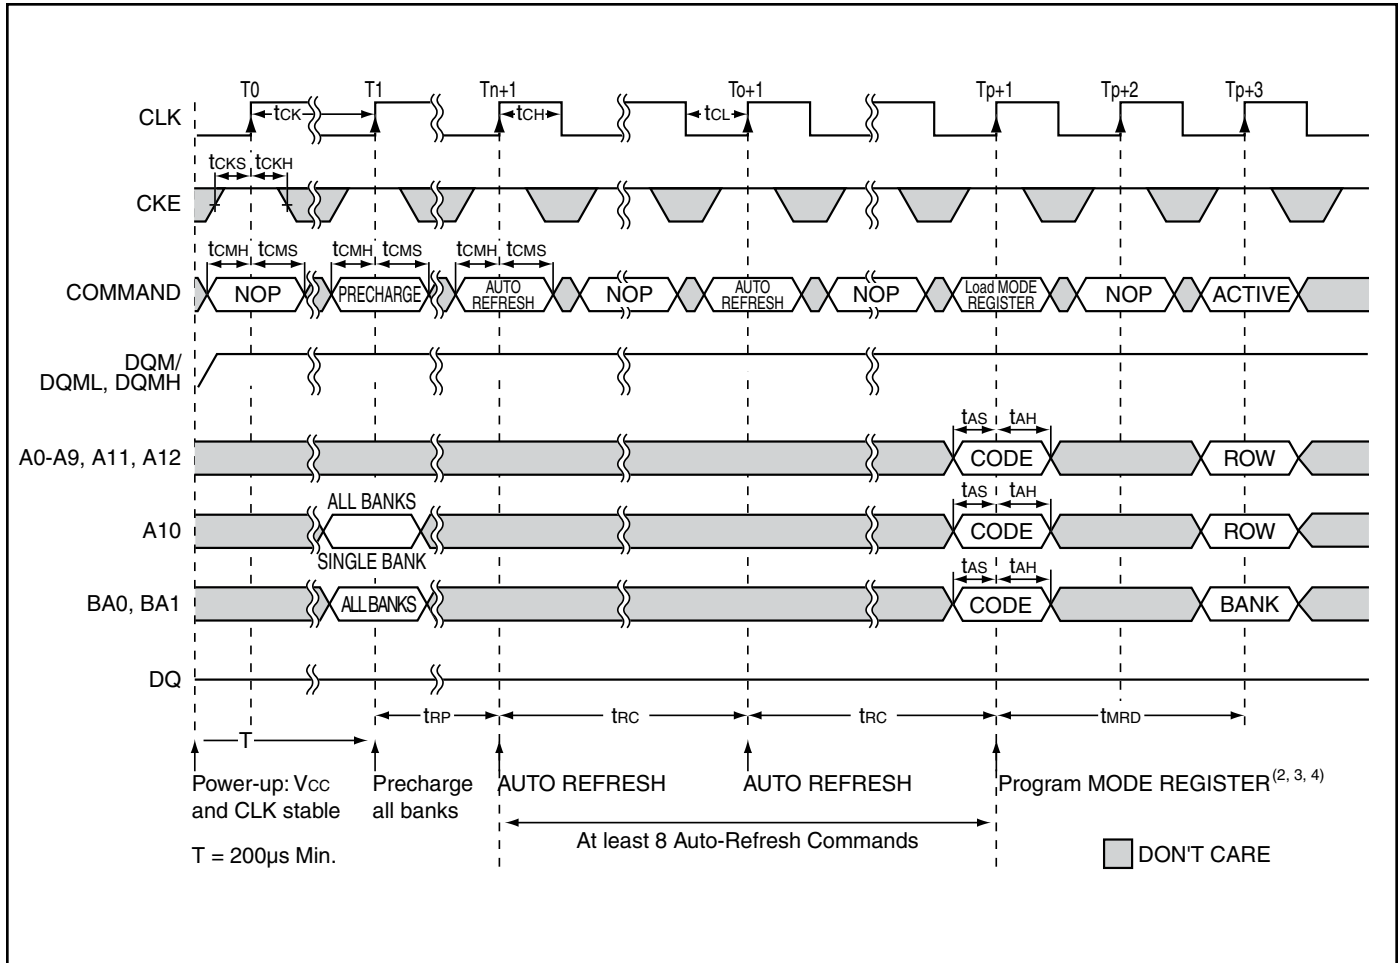 T0 T1 Tn+1 To+1 Tp+1 Tp+2 Tp+3
CLK tCK tCH tCL
tCKS tCKH
CKE
tCMH tCMS tCMH tCMS tCMH tCMS
COMMAND NOP PRECHARGE AUTO REFRESH NOP AUTO REFRESH NOP Load MODE REGISTER NOP ACTIVE
DQM/
DQML, DQMH
tAS tAH
A0-A9, A11, A12 CODE ROW
ALL BANKS tAS tAH
A10 CODE ROW
SINGLE BANK tAS tAH
BA0, BA1 ALL BANKS CODE BANK
DQ
tRP tRC tRC tMRD
T
Power-up: VCC Precharge AUTO REFRESH AUTO REFRESH Program MODE REGISTER(2, 3, 4)
and CLK stable all banks
At least 8 Auto-Refresh Commands
T = 200µs Min. DON'T CARE